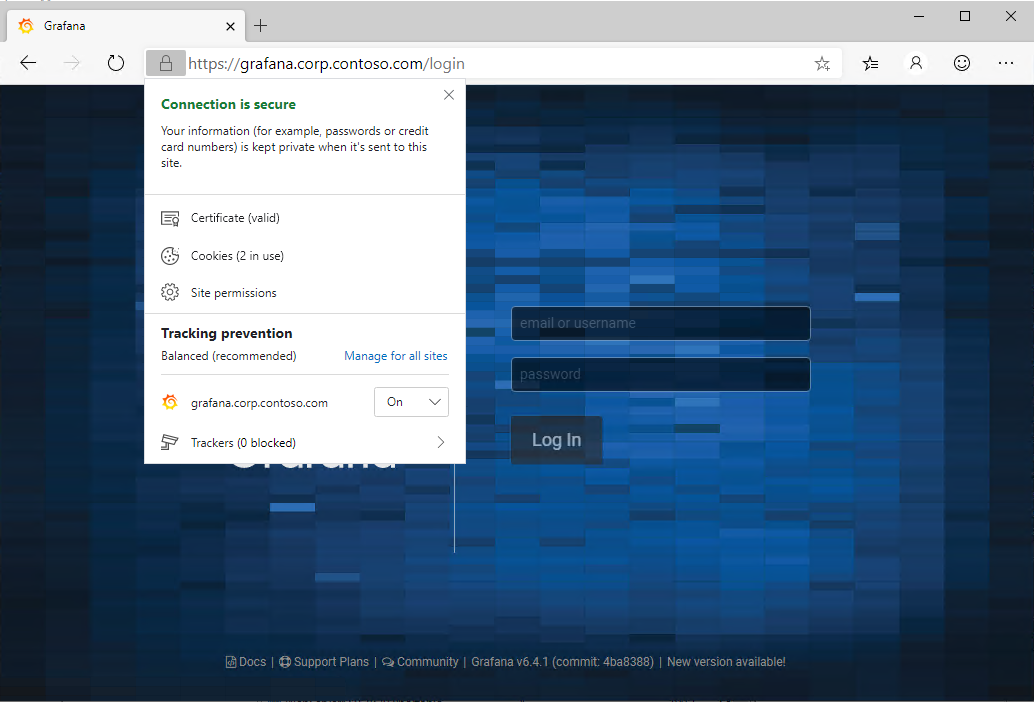 Grafana
https://grafana.corp.contoso.com/login
Connection is secure
Your information (for example, passwords or credit
card numbers) is kept private when it's sent to this
site.
Certificate (valid)
Cookies (2 in use)
Site permissions
Tracking prevention
Balanced (recommended) Manage for all sites
grafana.corp.contoso.com On
Trackers (0 blocked)
email or username
password
Log In
Grafana
Docs | Support Plans | Community | Grafana v6.4.1 (commit: 4ba8388) | New version available!